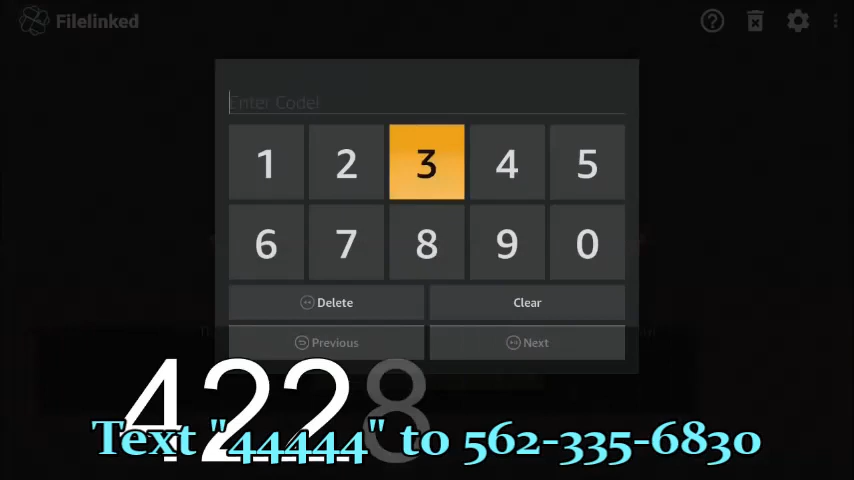 Filelinked
Enter Code!
1 2 3 4 5
6 7 8 9 0
Delete Clear
Previous Next
4228
Text "44444" to 562-335-6830